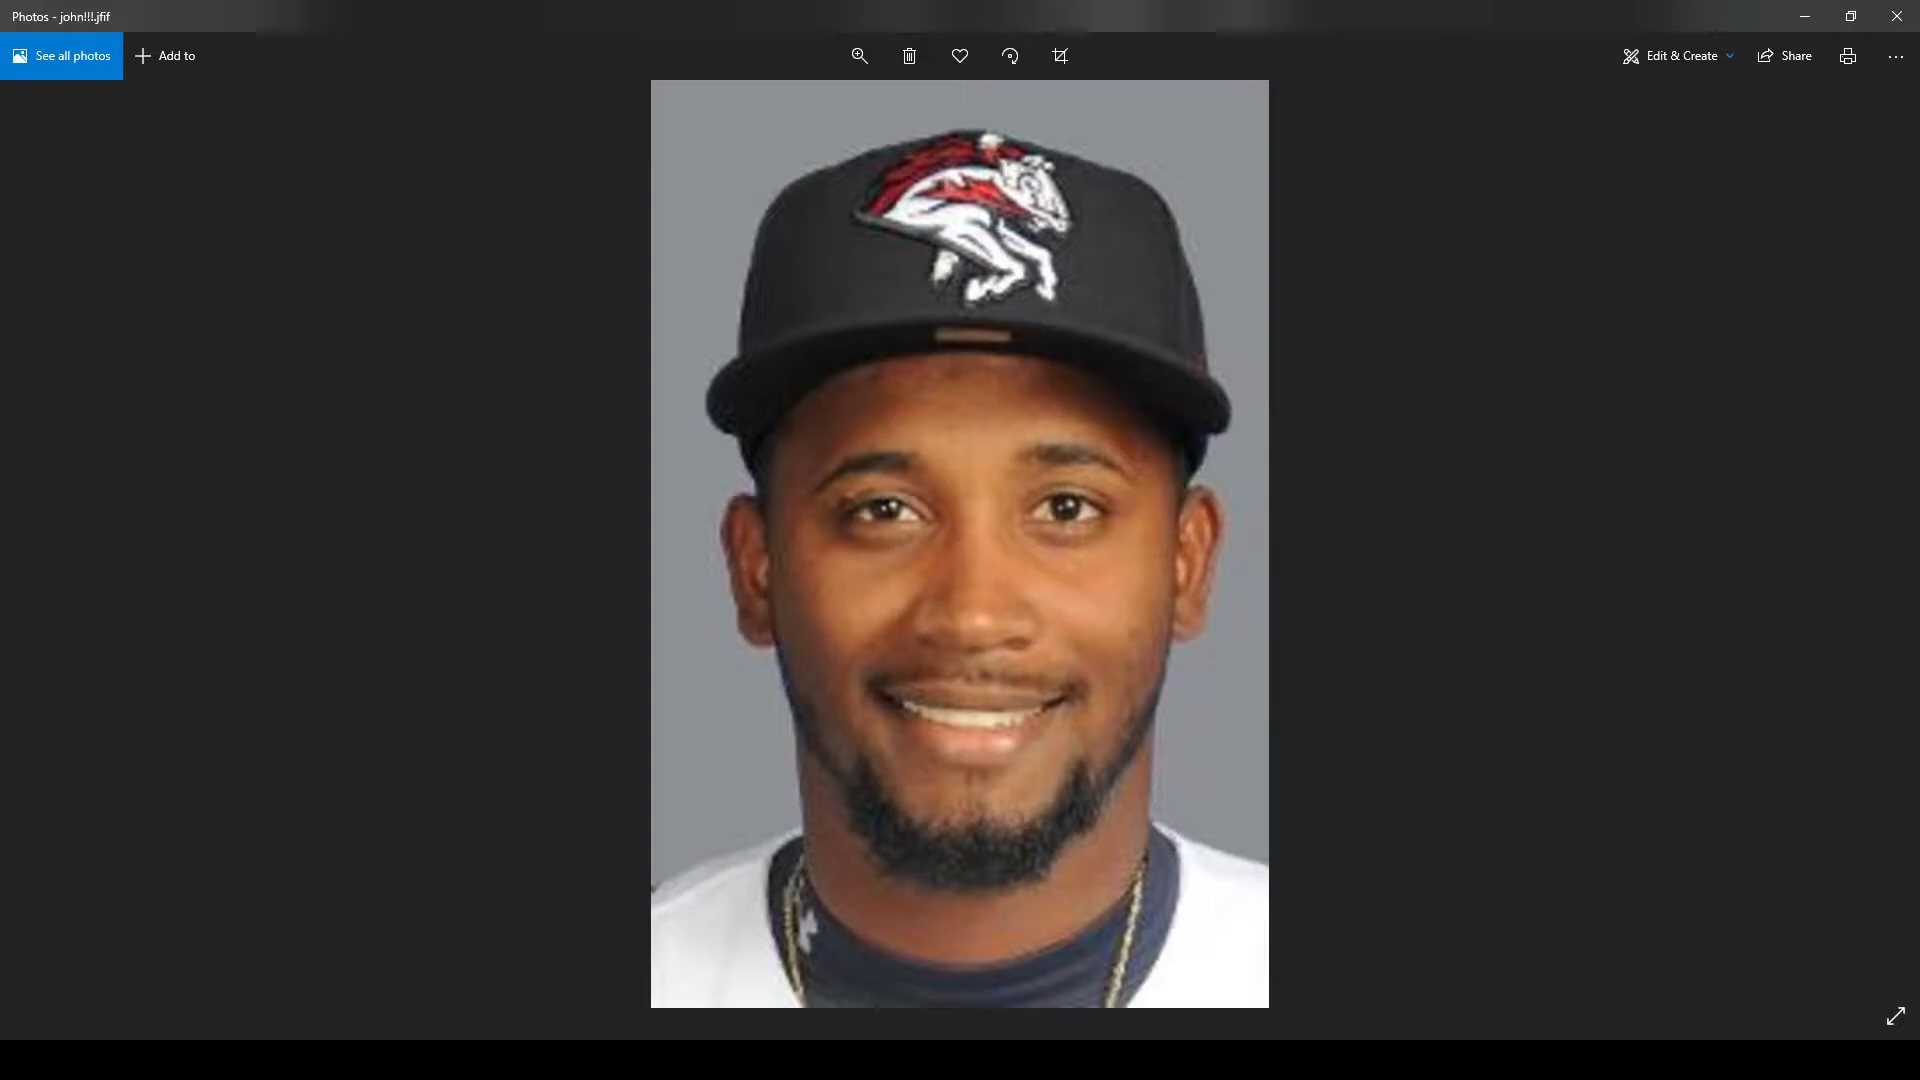 Photos - john!!!.jfif
See all photos
Add to
Edit & Create
Share